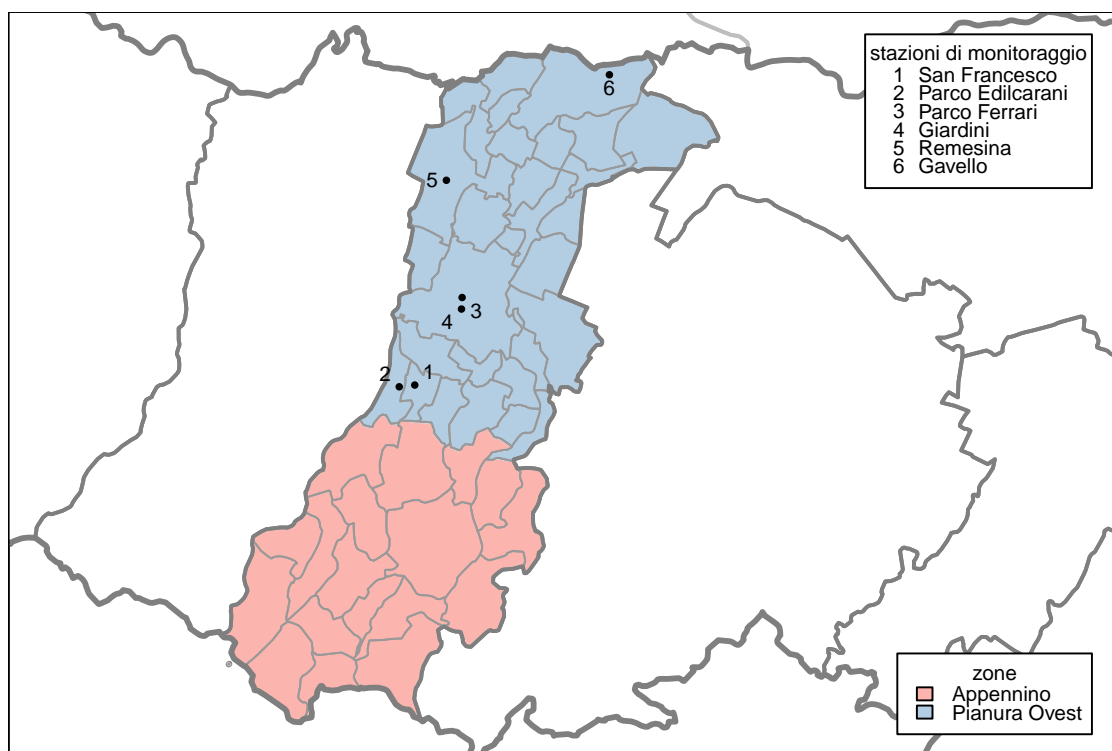 stazioni di monitoraggio
1 San Francesco
2 Parco Edilcarani
3 Parco Ferrari
4 Giardini
5 Remesina
6 Gavello
6
5
3
4
1
2
zone
Appennino
Pianura Ovest